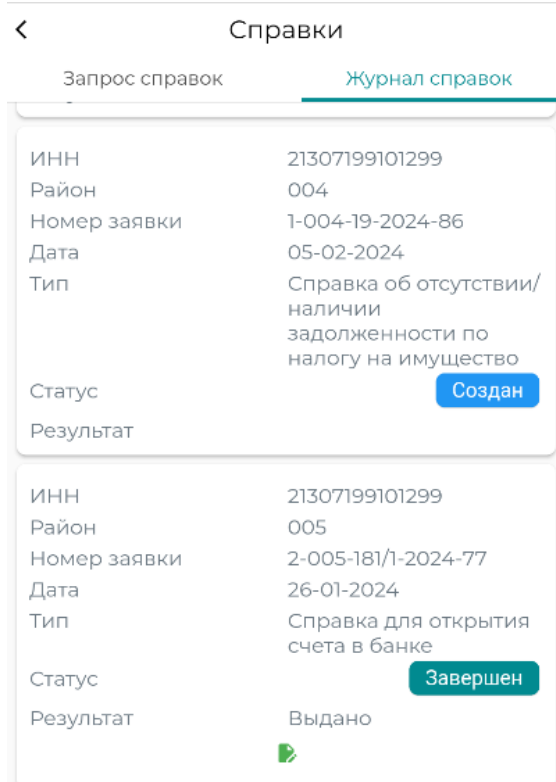 Справки
Запрос справок Журнал справок
ИНН 21307199101299
Район 004
Номер заявки 1-004-19-2024-86
Дата 05-02-2024
Тип Справка об отсутствии/
наличии
задолженности по
налогу на имущество
Статус Создан
Результат
ИНН 21307199101299
Район 005
Номер заявки 2-005-181/1-2024-77
Дата 26-01-2024
Тип Справка для открытия
счета в банке
Статус Завершен
Результат Выдано